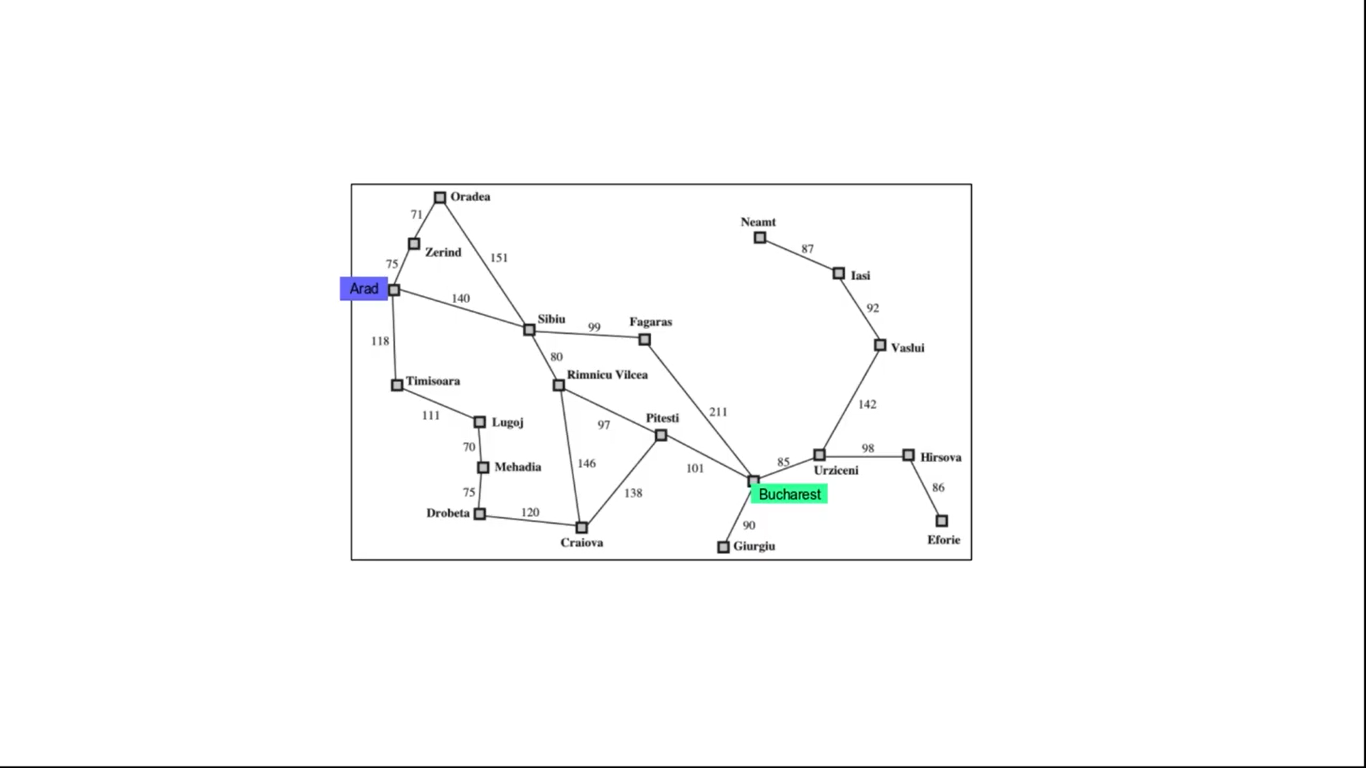 Oradea
71
Neamt
Zerind
87
151
75
Iasi
Arad
140
92
Sibiu
Fagaras
99
118
Vaslui
80
Timisoara
Rimnicu Vilcea
142
111
211
Pitesti
Lugoj
97
70
98
Mehadia
146
101
85
Hirsova
Urziceni
75
138
Bucharest
86
Drobeta
120
90
Craiova
Giurgiu
Eforie